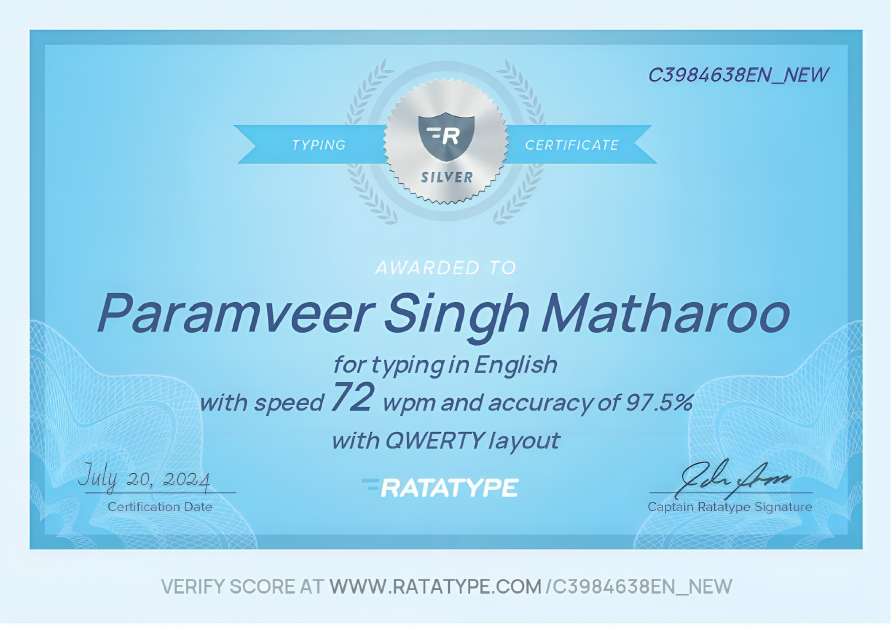 C3984638EN_NEW
TYPING
R
CERTIFICATE
SILVER
AWARDED TO
Paramveer Singh Matharoo
for typing in English
with speed 72 wpm and accuracy of 97.5%
with QWERTY layout
July 20, 2024
RATATYPE
Certification Date
Captain Ratatype Signature
VERIFY SCORE AT WWW.RATATYPE.COM/C3984638EN_NEW